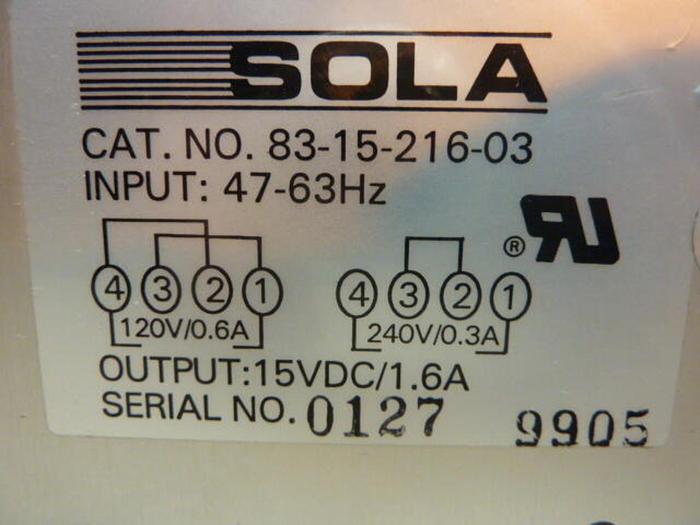 SOLA
CAT. NO. 83-15-216-03
INPUT: 47-63Hz
RU ®
4 3 2 1 4 3 2 1
120V/0.6A 240V/0.3A
OUTPUT:15VDC/1.6A
SERIAL NO. 0127 9905